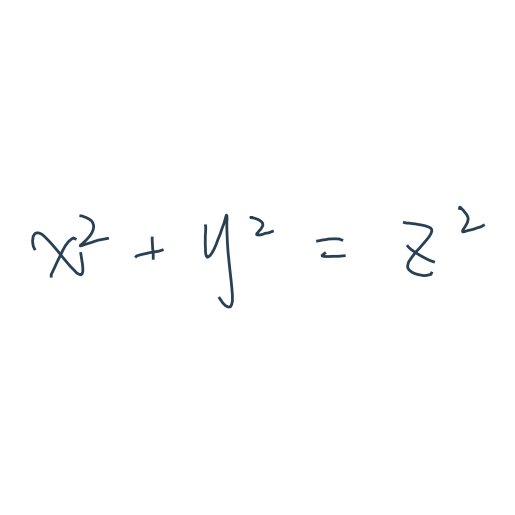 x² + y² = z²